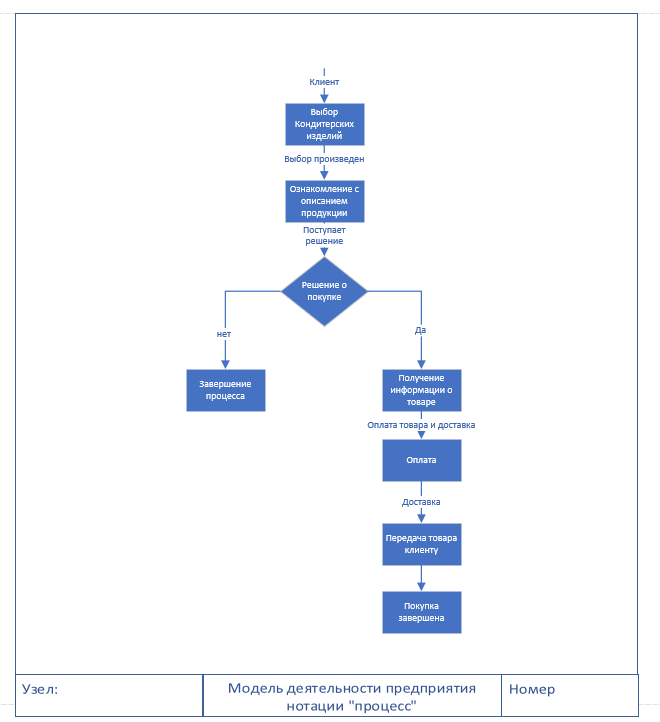 Клиент
Выбор
Кондитерских
изделий
Выбор произведен
Ознакомление с
описанием
продукции
Поступает
решение
Решение о
покупке
нет
Да
Завершение
процесса
Получение
информации о
товаре
Оплата товара и доставка
Оплата
Доставка
Передача товара
клиенту
Покупка
завершена
Узел:
Модель деятельности предприятия
нотации "процесс"
Номер